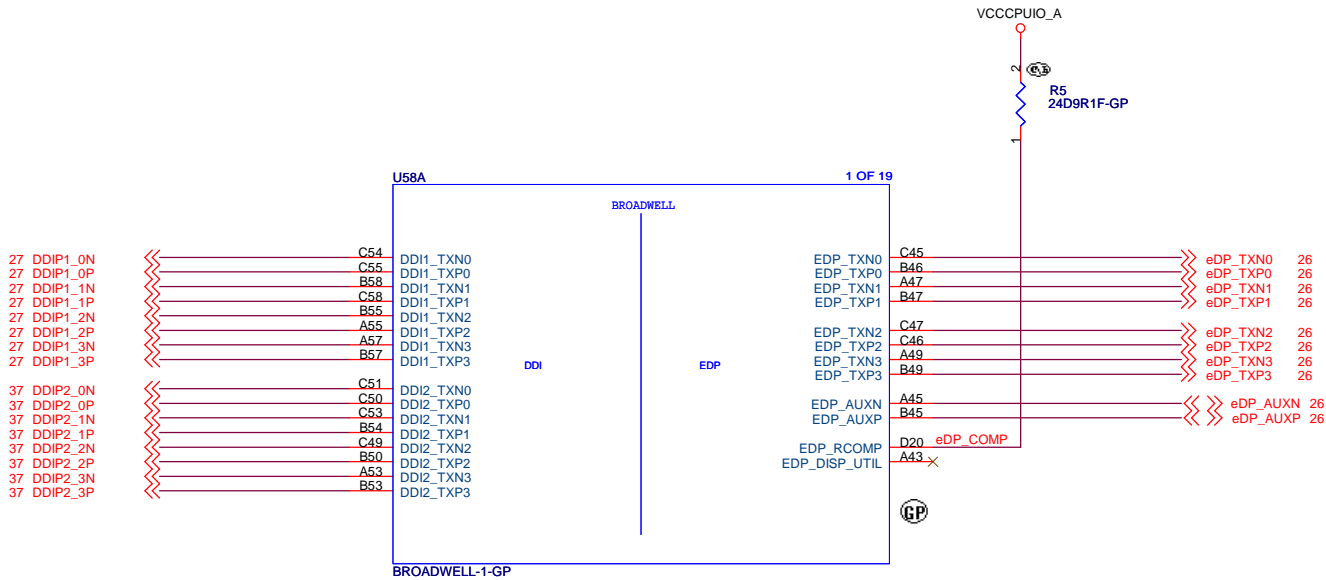 VCCCPUIO_A
2
R5
24D9R1F-GP
1
U58A
1 OF 19
BROADWELL
27 DDIP1_0N C54 DDI1_TXN0
27 DDIP1_0P C55 DDI1_TXP0
27 DDIP1_1N B58 DDI1_TXN1
27 DDIP1_1P C58 DDI1_TXP1
27 DDIP1_2N B55 DDI1_TXN2
27 DDIP1_2P A55 DDI1_TXP2
27 DDIP1_3N A57 DDI1_TXN3
27 DDIP1_3P B57 DDI1_TXP3
37 DDIP2_0N C51 DDI2_TXN0
37 DDIP2_0P C50 DDI2_TXP0
37 DDIP2_1N C53 DDI2_TXN1
37 DDIP2_1P B54 DDI2_TXP1
37 DDIP2_2N C49 DDI2_TXN2
37 DDIP2_2P B50 DDI2_TXP2
37 DDIP2_3N A53 DDI2_TXN3
37 DDIP2_3P B53 DDI2_TXP3
DDI
EDP
EDP_TXN0 C45 eDP_TXN0 26
EDP_TXP0 B46 eDP_TXP0 26
EDP_TXN1 A47 eDP_TXN1 26
EDP_TXP1 B47 eDP_TXP1 26
EDP_TXN2 C47 eDP_TXN2 26
EDP_TXP2 C46 eDP_TXP2 26
EDP_TXN3 A49 eDP_TXN3 26
EDP_TXP3 B49 eDP_TXP3 26
EDP_AUXN A45 eDP_AUXN 26
EDP_AUXP B45 eDP_AUXP 26
EDP_RCOMP D20 eDP_COMP
EDP_DISP_UTIL A43
GP
BROADWELL-1-GP